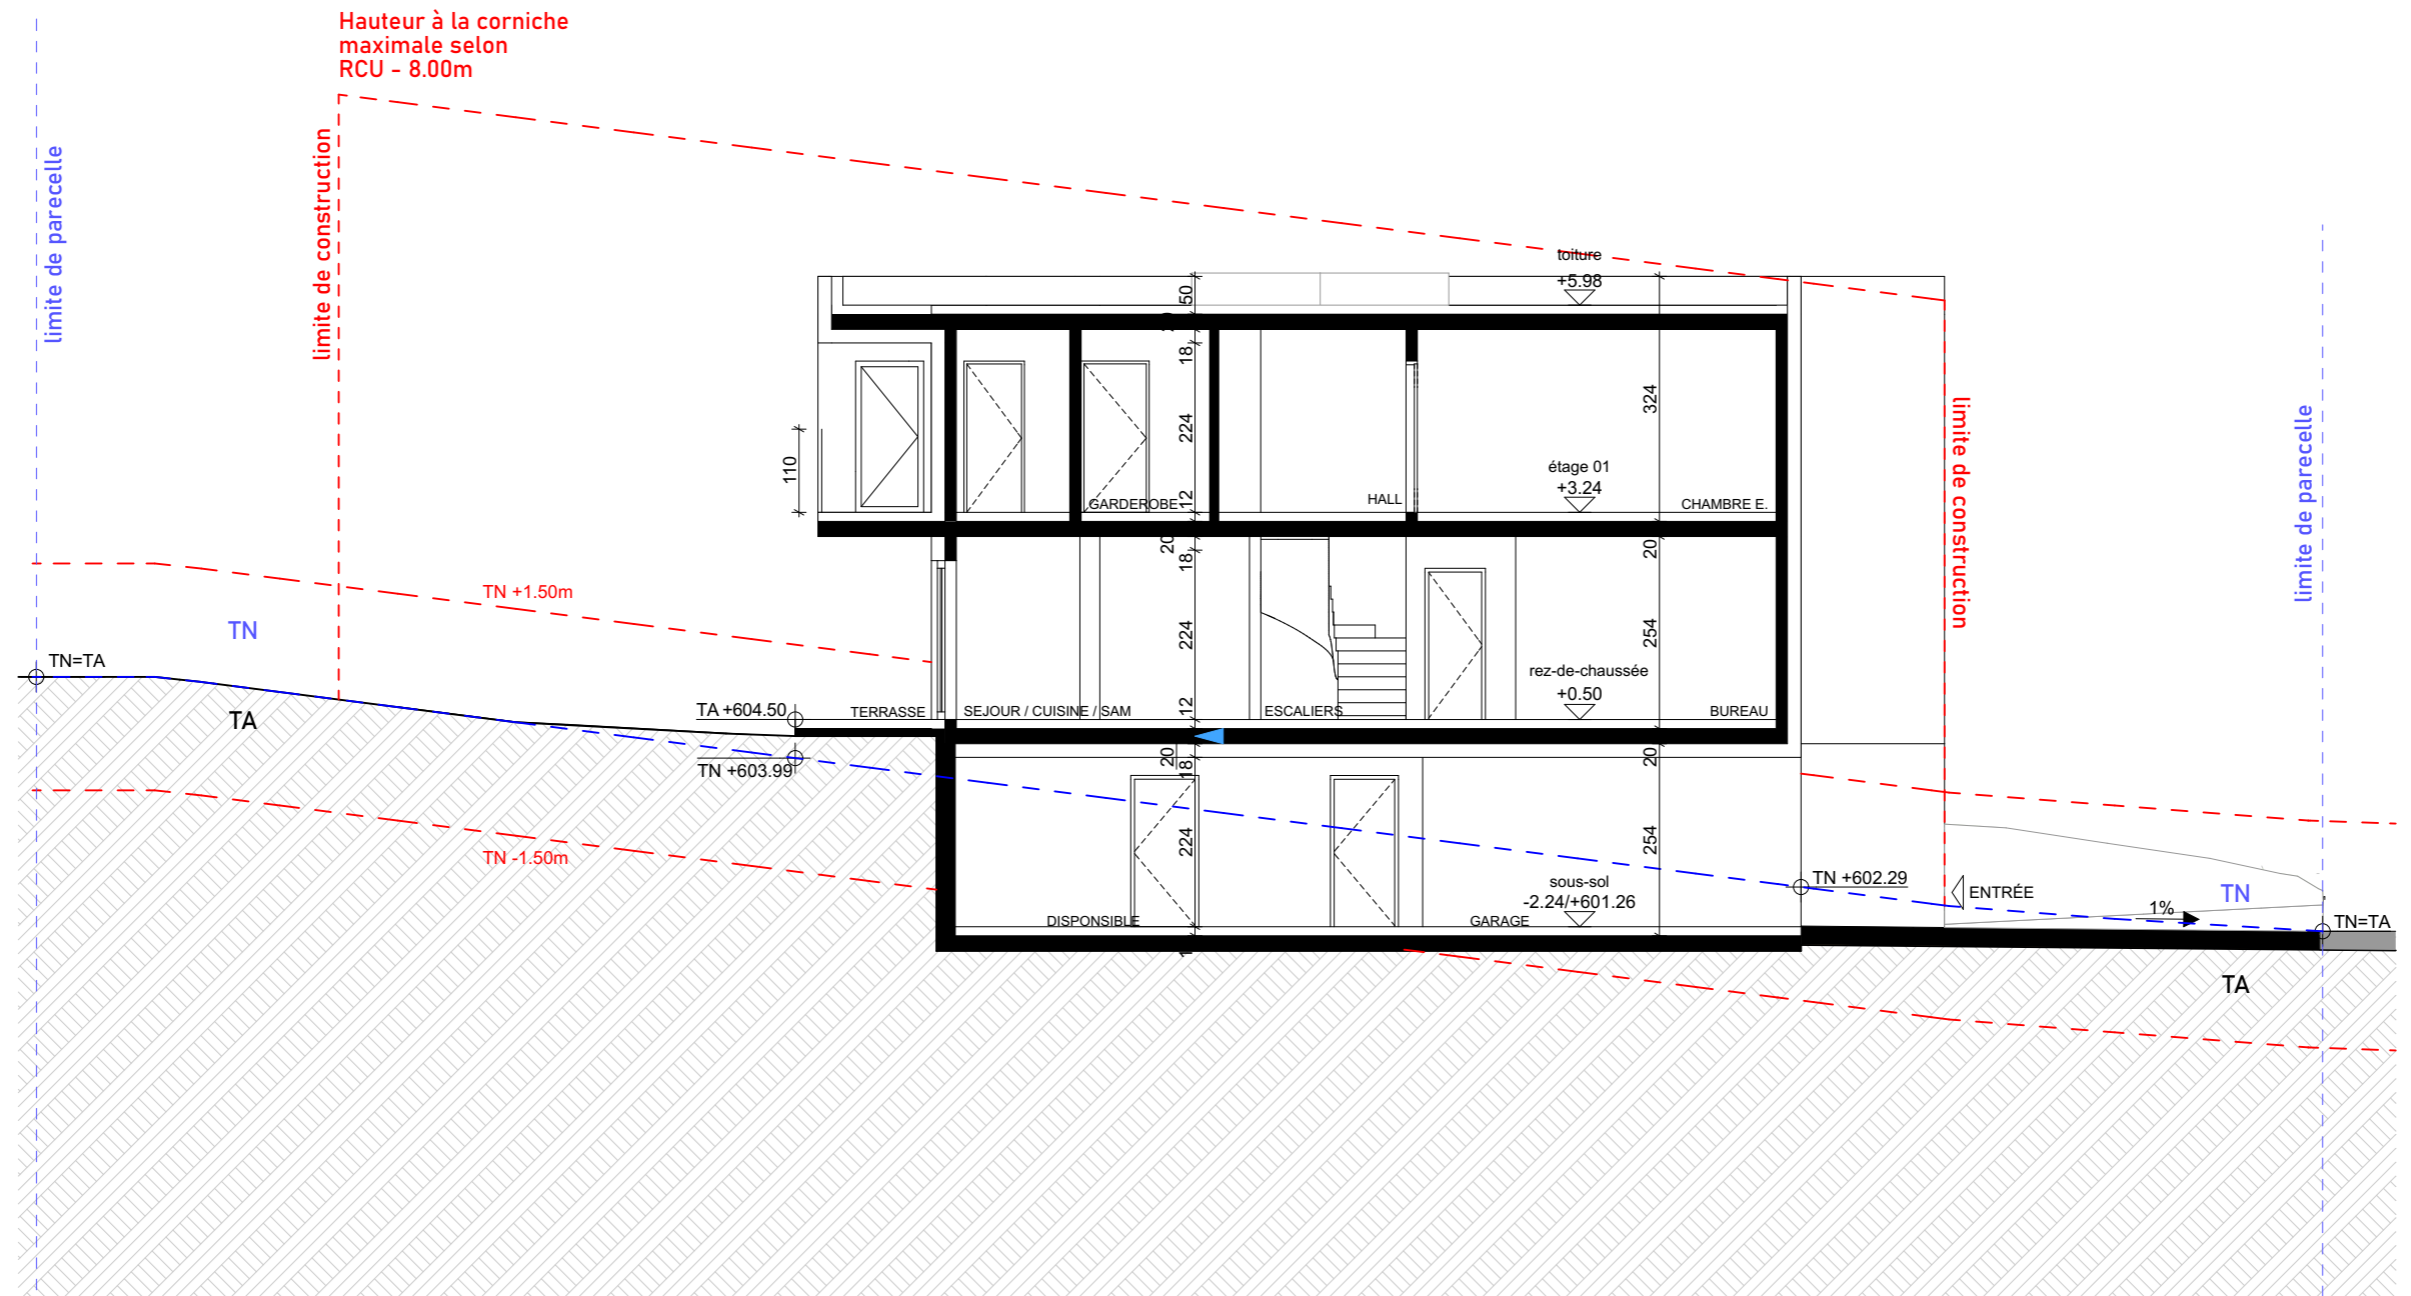 Hauteur à la corniche
maximale selon
RCU - 8.00m
limite de parecelle
limite de construction
toiture
+5.98
50
18
324
224
110
étage 01
+3.24
12
GARDEROBE
HALL
CHAMBRE E.
limite de construction
limite de parecelle
20
18
20
TN +1.50m
TN
224
254
TN=TA
rez-de-chaussée
+0.50
TA
TA +604.50
TERRASSE
SEJOUR / CUISINE / SAM
12
ESCALIERS
BUREAU
TN +603.99
20
18
20
224
254
TN -1.50m
sous-sol
-2.24/+601.26
TN +602.29
ENTRÉE
TN
DISPONSIBLE
GARAGE
1%
TN=TA
TA